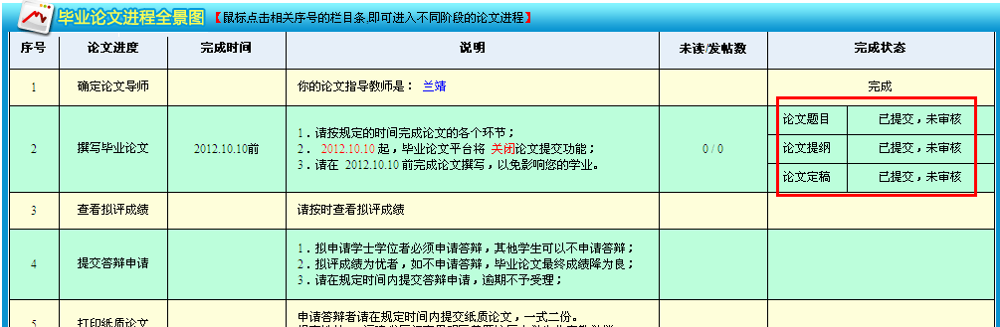 毕业论文进程全景图【鼠标点击相关序号的栏目条,即可进入不同阶段的论文进程】
序号 论文进度 完成时间 说明 未读/发帖数 完成状态
1 确定论文导师 你的论文指导教师是： 兰靖 完成
2 撰写毕业论文 2012.10.10前 0 / 0
1．请按规定的时间完成论文的各个环节；
2． 2012.10.10 起，毕业论文平台将 关闭论文提交功能；
3．请在 2012.10.10 前完成论文撰写，以免影响您的学业。
论文题目 已提交，未审核
论文提纲 已提交，未审核
论文定稿 已提交，未审核
3 查看拟评成绩 请按时查看拟评成绩
4 提交答辩申请
1．拟申请学士学位者必须申请答辩，其他学生可以不申请答辩；
2．拟评成绩为优者，如不申请答辩，毕业论文最终成绩降为良；
3．请在规定时间内提交答辩申请，逾期不予受理；
5 打印纸质论文
申请答辩者请在规定时间内提交纸质论文，一式二份。